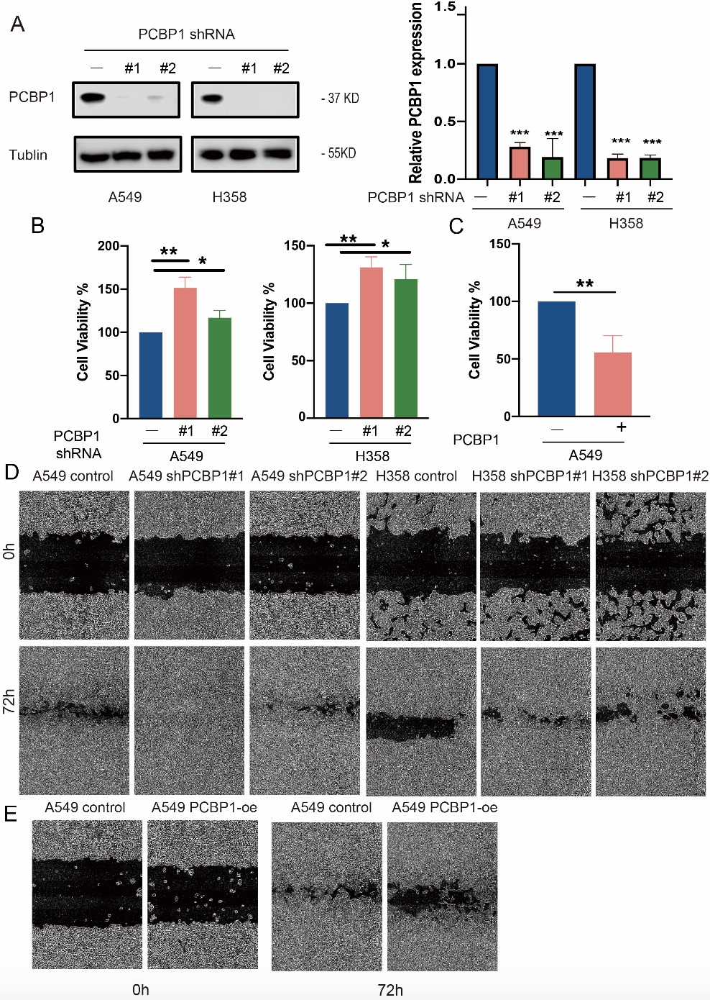 A
PCBP1 shRNA
— #1 #2 — #1 #2
PCBP1
- 37 KD
Tublin
- 55KD
A549 H358
Relative PCBP1 expression
1.5
1.0
0.5
0.0
*** *** *** ***
PCBP1 shRNA — #1 #2 — #1 #2
A549 H358
B
Cell Viability %
200
150
100
50
0
** *
PCBP1
shRNA
— #1 #2
A549
Cell Viability %
150
100
50
0
** *
— #1 #2
H358
C
Cell Viability %
150
100
50
0
**
PCBP1 — +
A549
D
A549 control A549 shPCBP1#1 A549 shPCBP1#2 H358 control H358 shPCBP1#1 H358 shPCBP1#2
0h
72h
E
A549 control A549 PCBP1-oe A549 control A549 PCBP1-oe
0h 72h